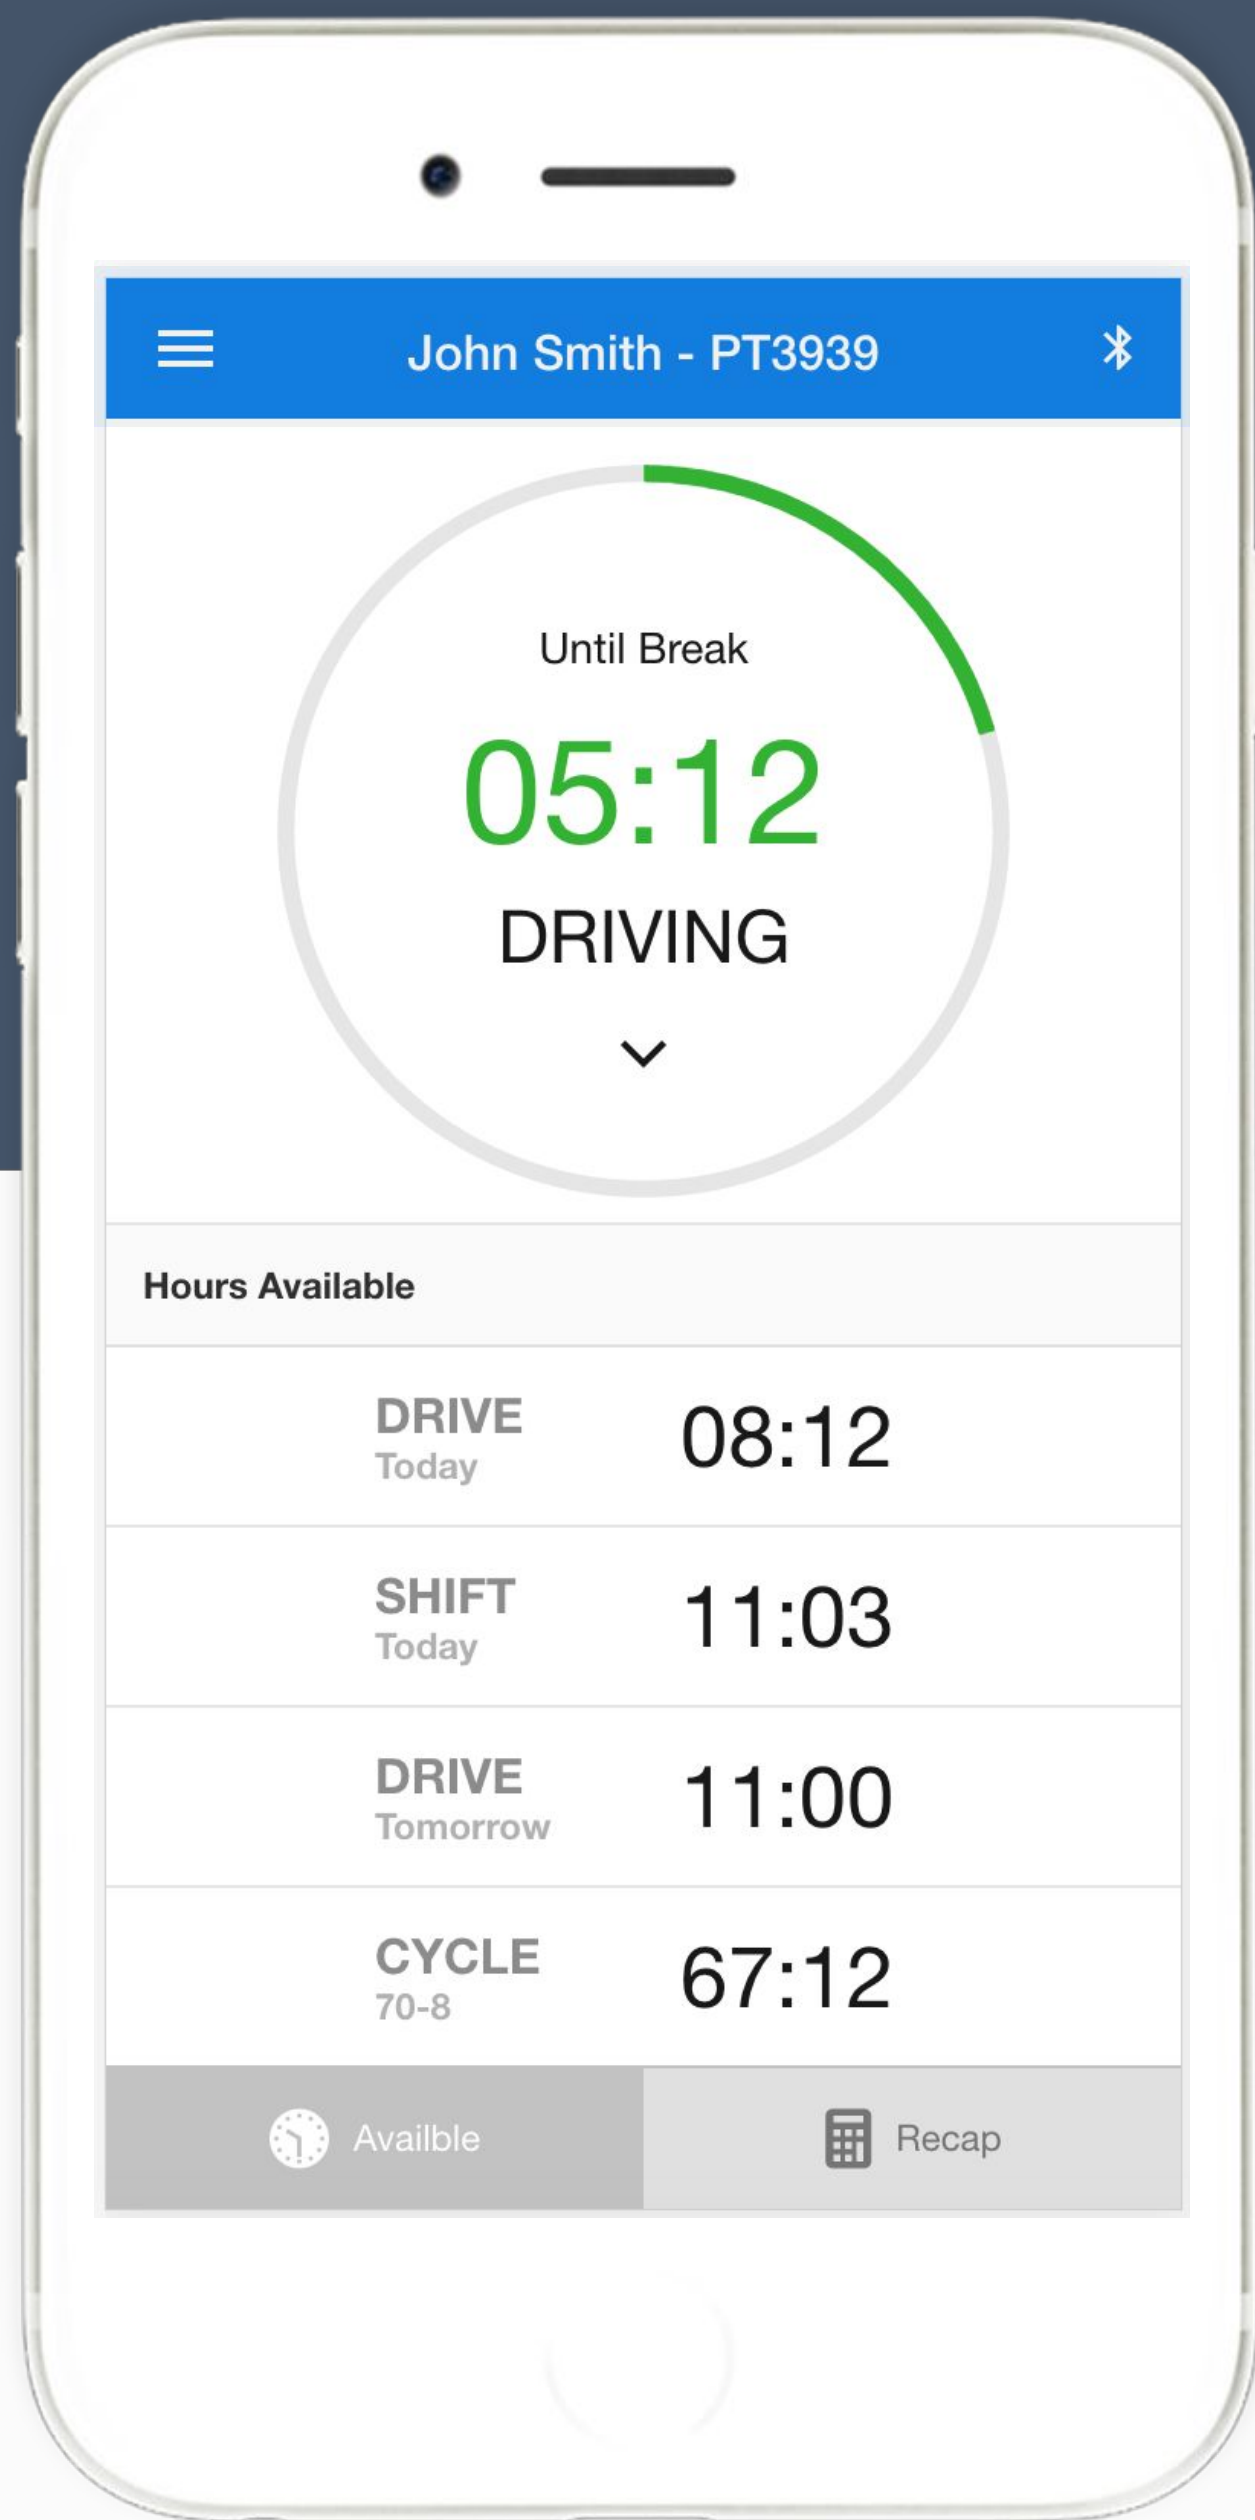 John Smith - PT3939
Until Break
05:12
DRIVING
Hours Available
DRIVE 08:12
Today
SHIFT 11:03
Today
DRIVE 11:00
Tomorrow
CYCLE 67:12
70-8
Availble
Recap